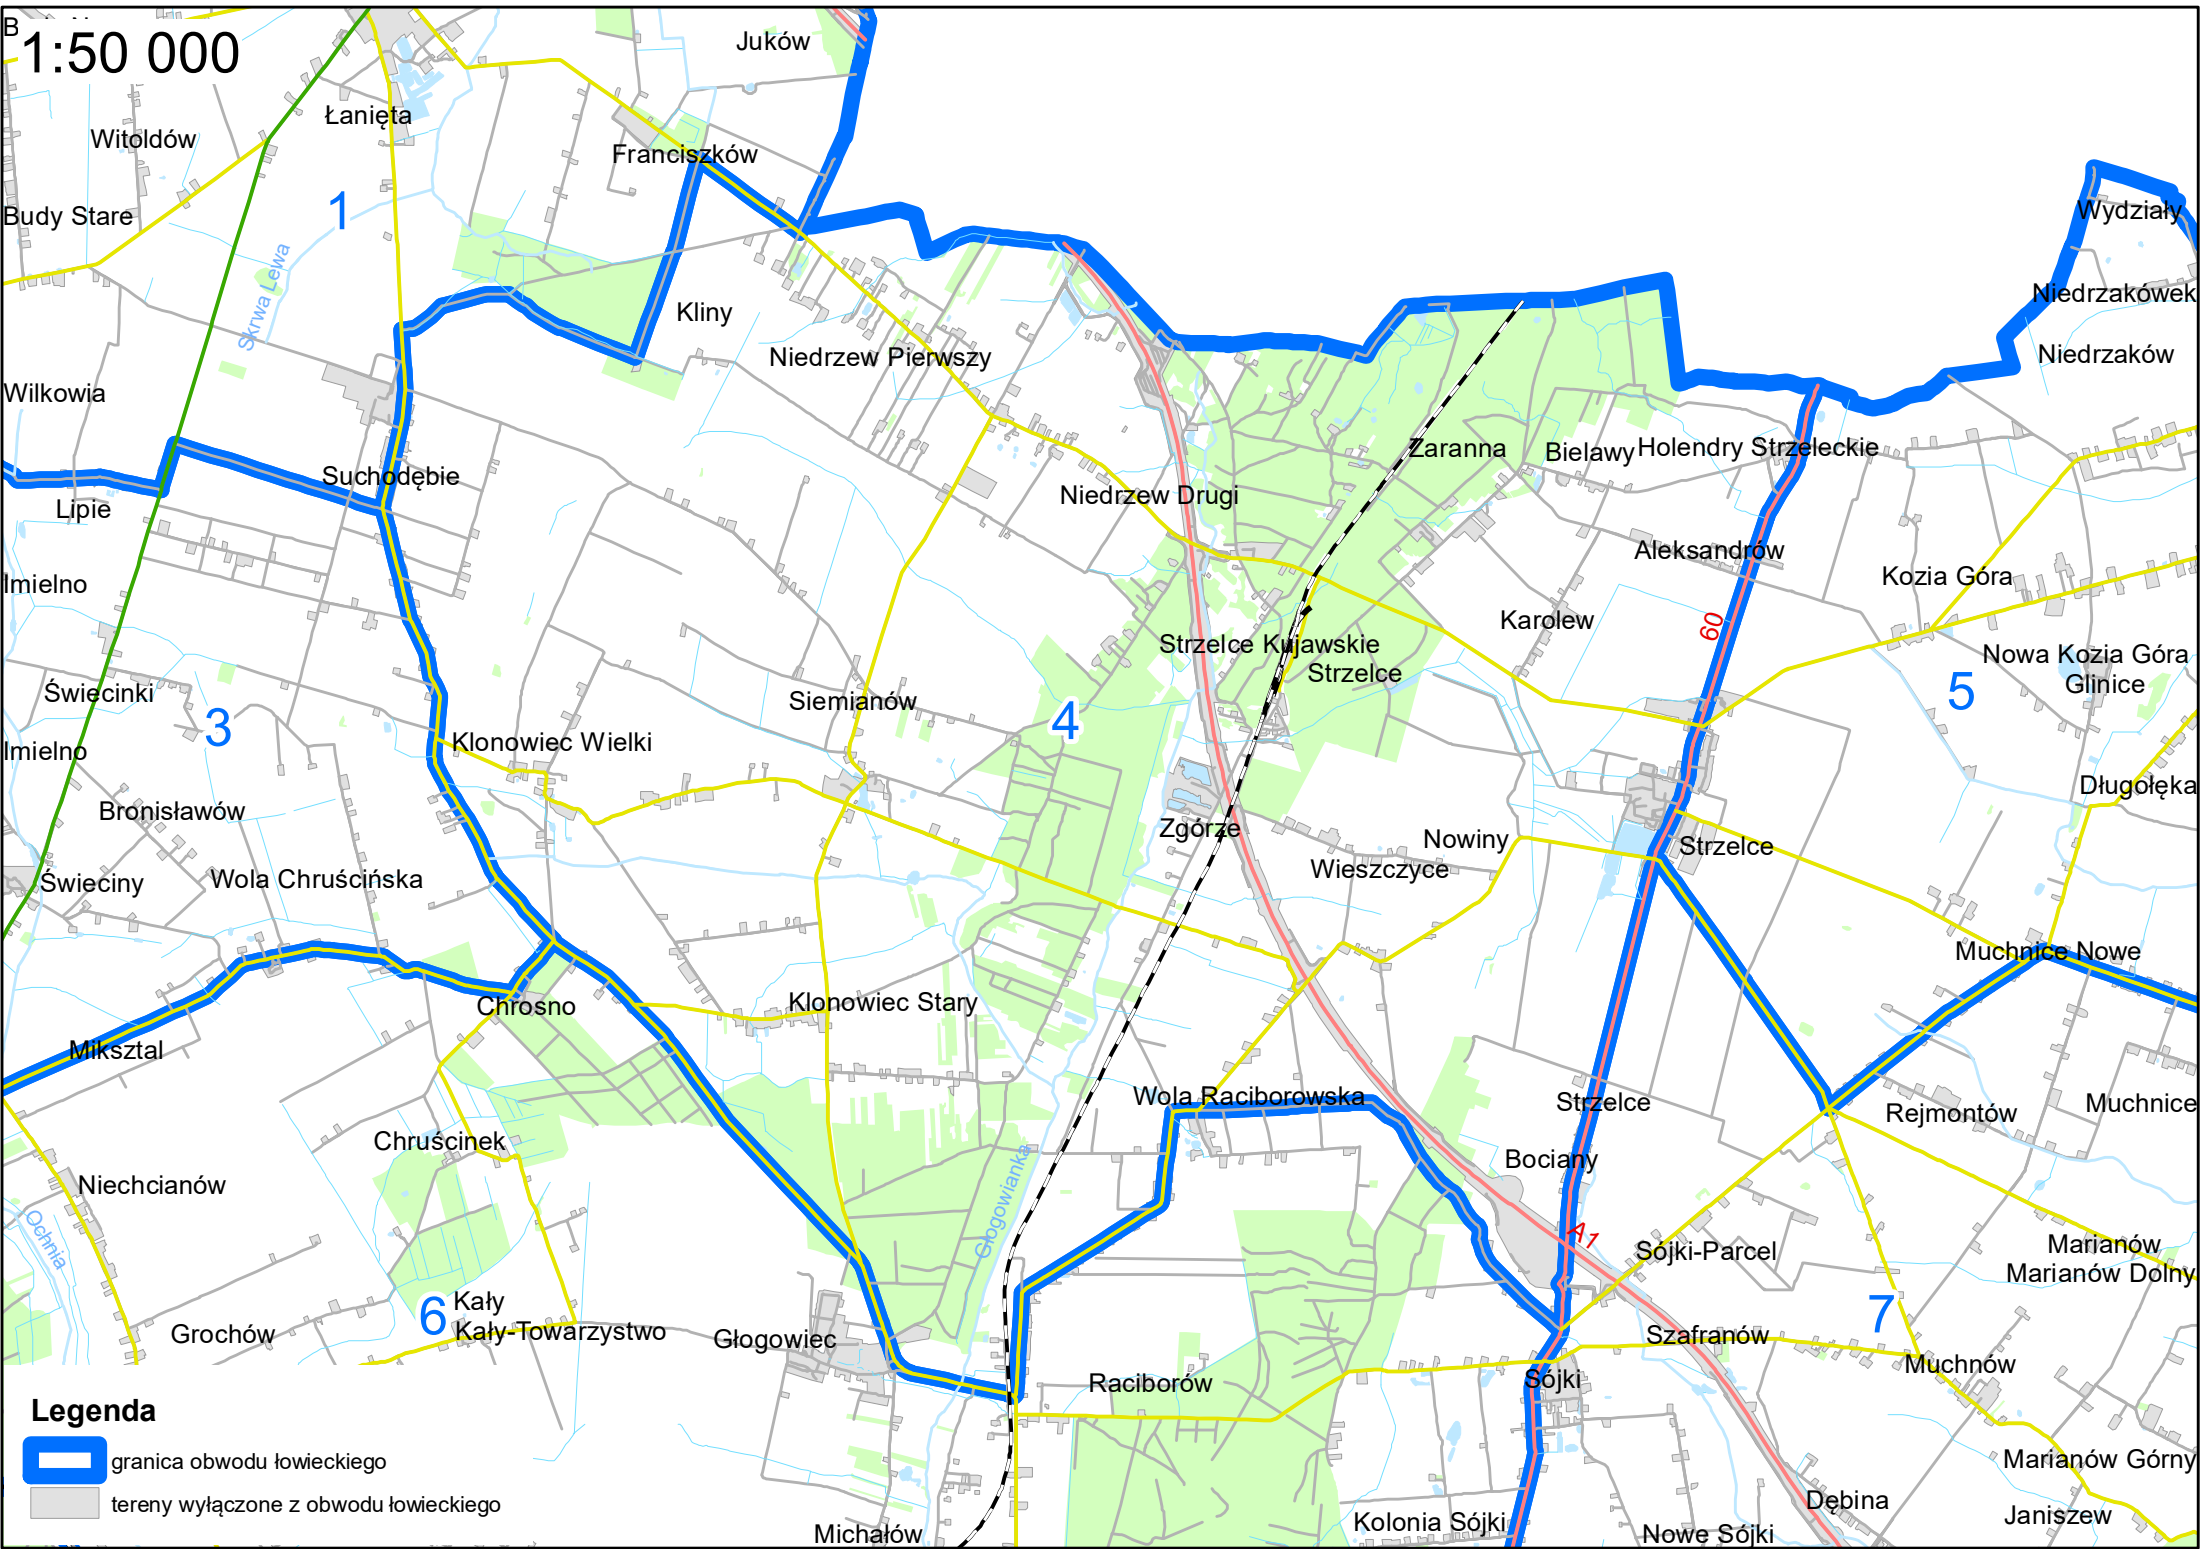 1:50 000
Juków
Łanięta
Witoldów
Franciszków
1
Budy Stare
Wydziały
Skrwa Lewa
Niedrzakówek
Kliny
Niedrzew Pierwszy
Niedrzaków
Wilkowia
Zaranna
Bielawy
Holendry Strzeleckie
Suchodębie
Niedrzew Drugi
Lipie
Aleksandrów
Kozia Góra
Imielno
Karolew
60
Strzelce Kujawskie
Strzelce
Nowa Kozia Góra
Glinice
Świecinki
Siemianów
5
3
4
Klonowiec Wielki
Imielno
Długołęka
Bronisławów
Zgórze
Nowiny
Strzelce
Wieszczyce
Świeciny
Wola Chruścińska
Muchnice Nowe
Chrosno
Klonowiec Stary
Miksztal
Wola Raciborowska
Strzelce
Rejmontów
Muchnice
Chruścinek
Bociany
Niechcianów
Głogowianka
Ochnia
A1
Sójki-Parcel
Marianów
Marianów Dolny
6
Kały
Kały-Towarzystwo
7
Grochów
Głogowiec
Szafranów
Muchnów
Raciborów
Sójki
Legenda
granica obwodu łowieckiego
tereny wyłączone z obwodu łowieckiego
Marianów Górny
Dębina
Janiszew
Michałów
Kolonia Sójki
Nowe Sójki